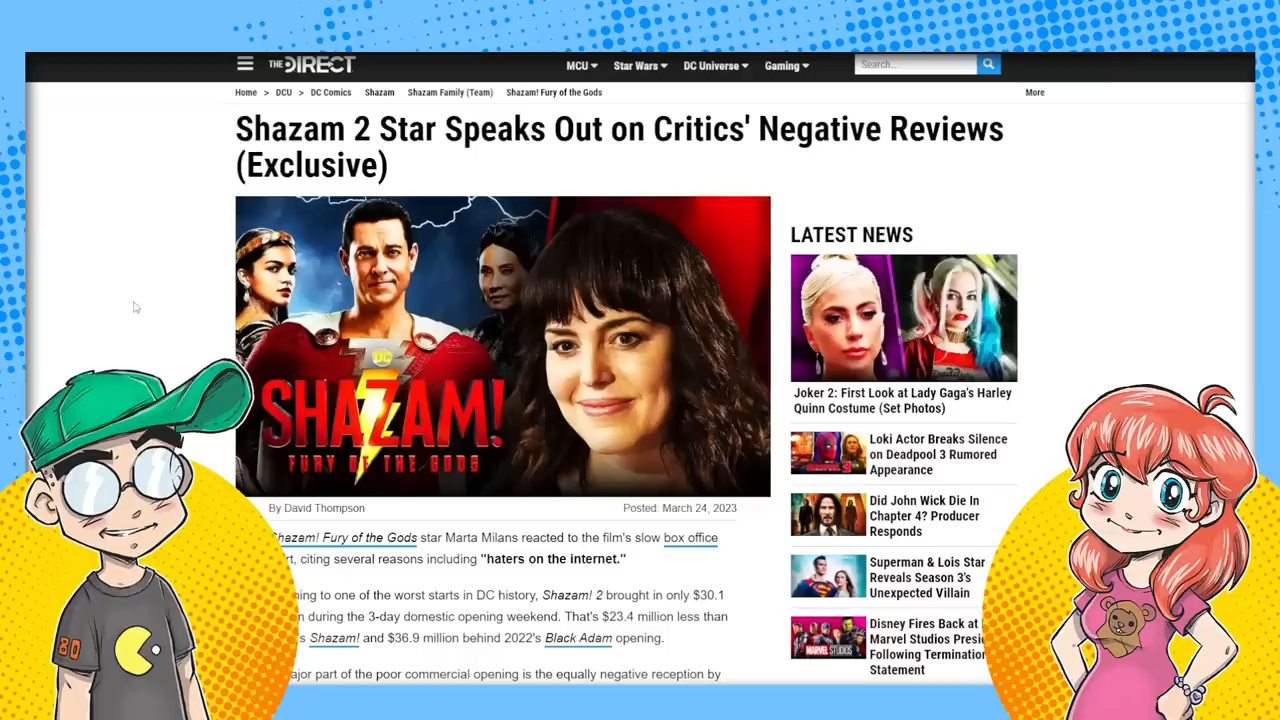 THE DIRECT
MCU
Star Wars
DC Universe
Gaming
Search...
Home > DCU > DC Comics Shazam Shazam Family (Team) Shazam! Fury of the Gods More
Shazam 2 Star Speaks Out on Critics' Negative Reviews
(Exclusive)
DC
SHAZAM!
FURY OF THE GODS
By David Thompson
Posted: March 24, 2023
Shazam! Fury of the Gods star Marta Milans reacted to the film's slow box office
citing several reasons including "haters on the internet."
to one of the worst starts in DC history, Shazam! 2 brought in only $30.1
during the 3-day domestic opening weekend. That's $23.4 million less than
Shazam! and $36.9 million behind 2022's Black Adam opening.
part of the poor commercial opening is the equally negative reception by
LATEST NEWS
Joker 2: First Look at Lady Gaga's Harley
Quinn Costume (Set Photos)
Loki Actor Breaks Silence
on Deadpool 3 Rumored
Appearance
Did John Wick Die In
Chapter 4? Producer
Responds
Superman & Lois Star
Reveals Season 3's
Unexpected Villain
Disney Fires Back at
Marvel Studios
Following Termination
Statement
MARVEL STUDIOS
80